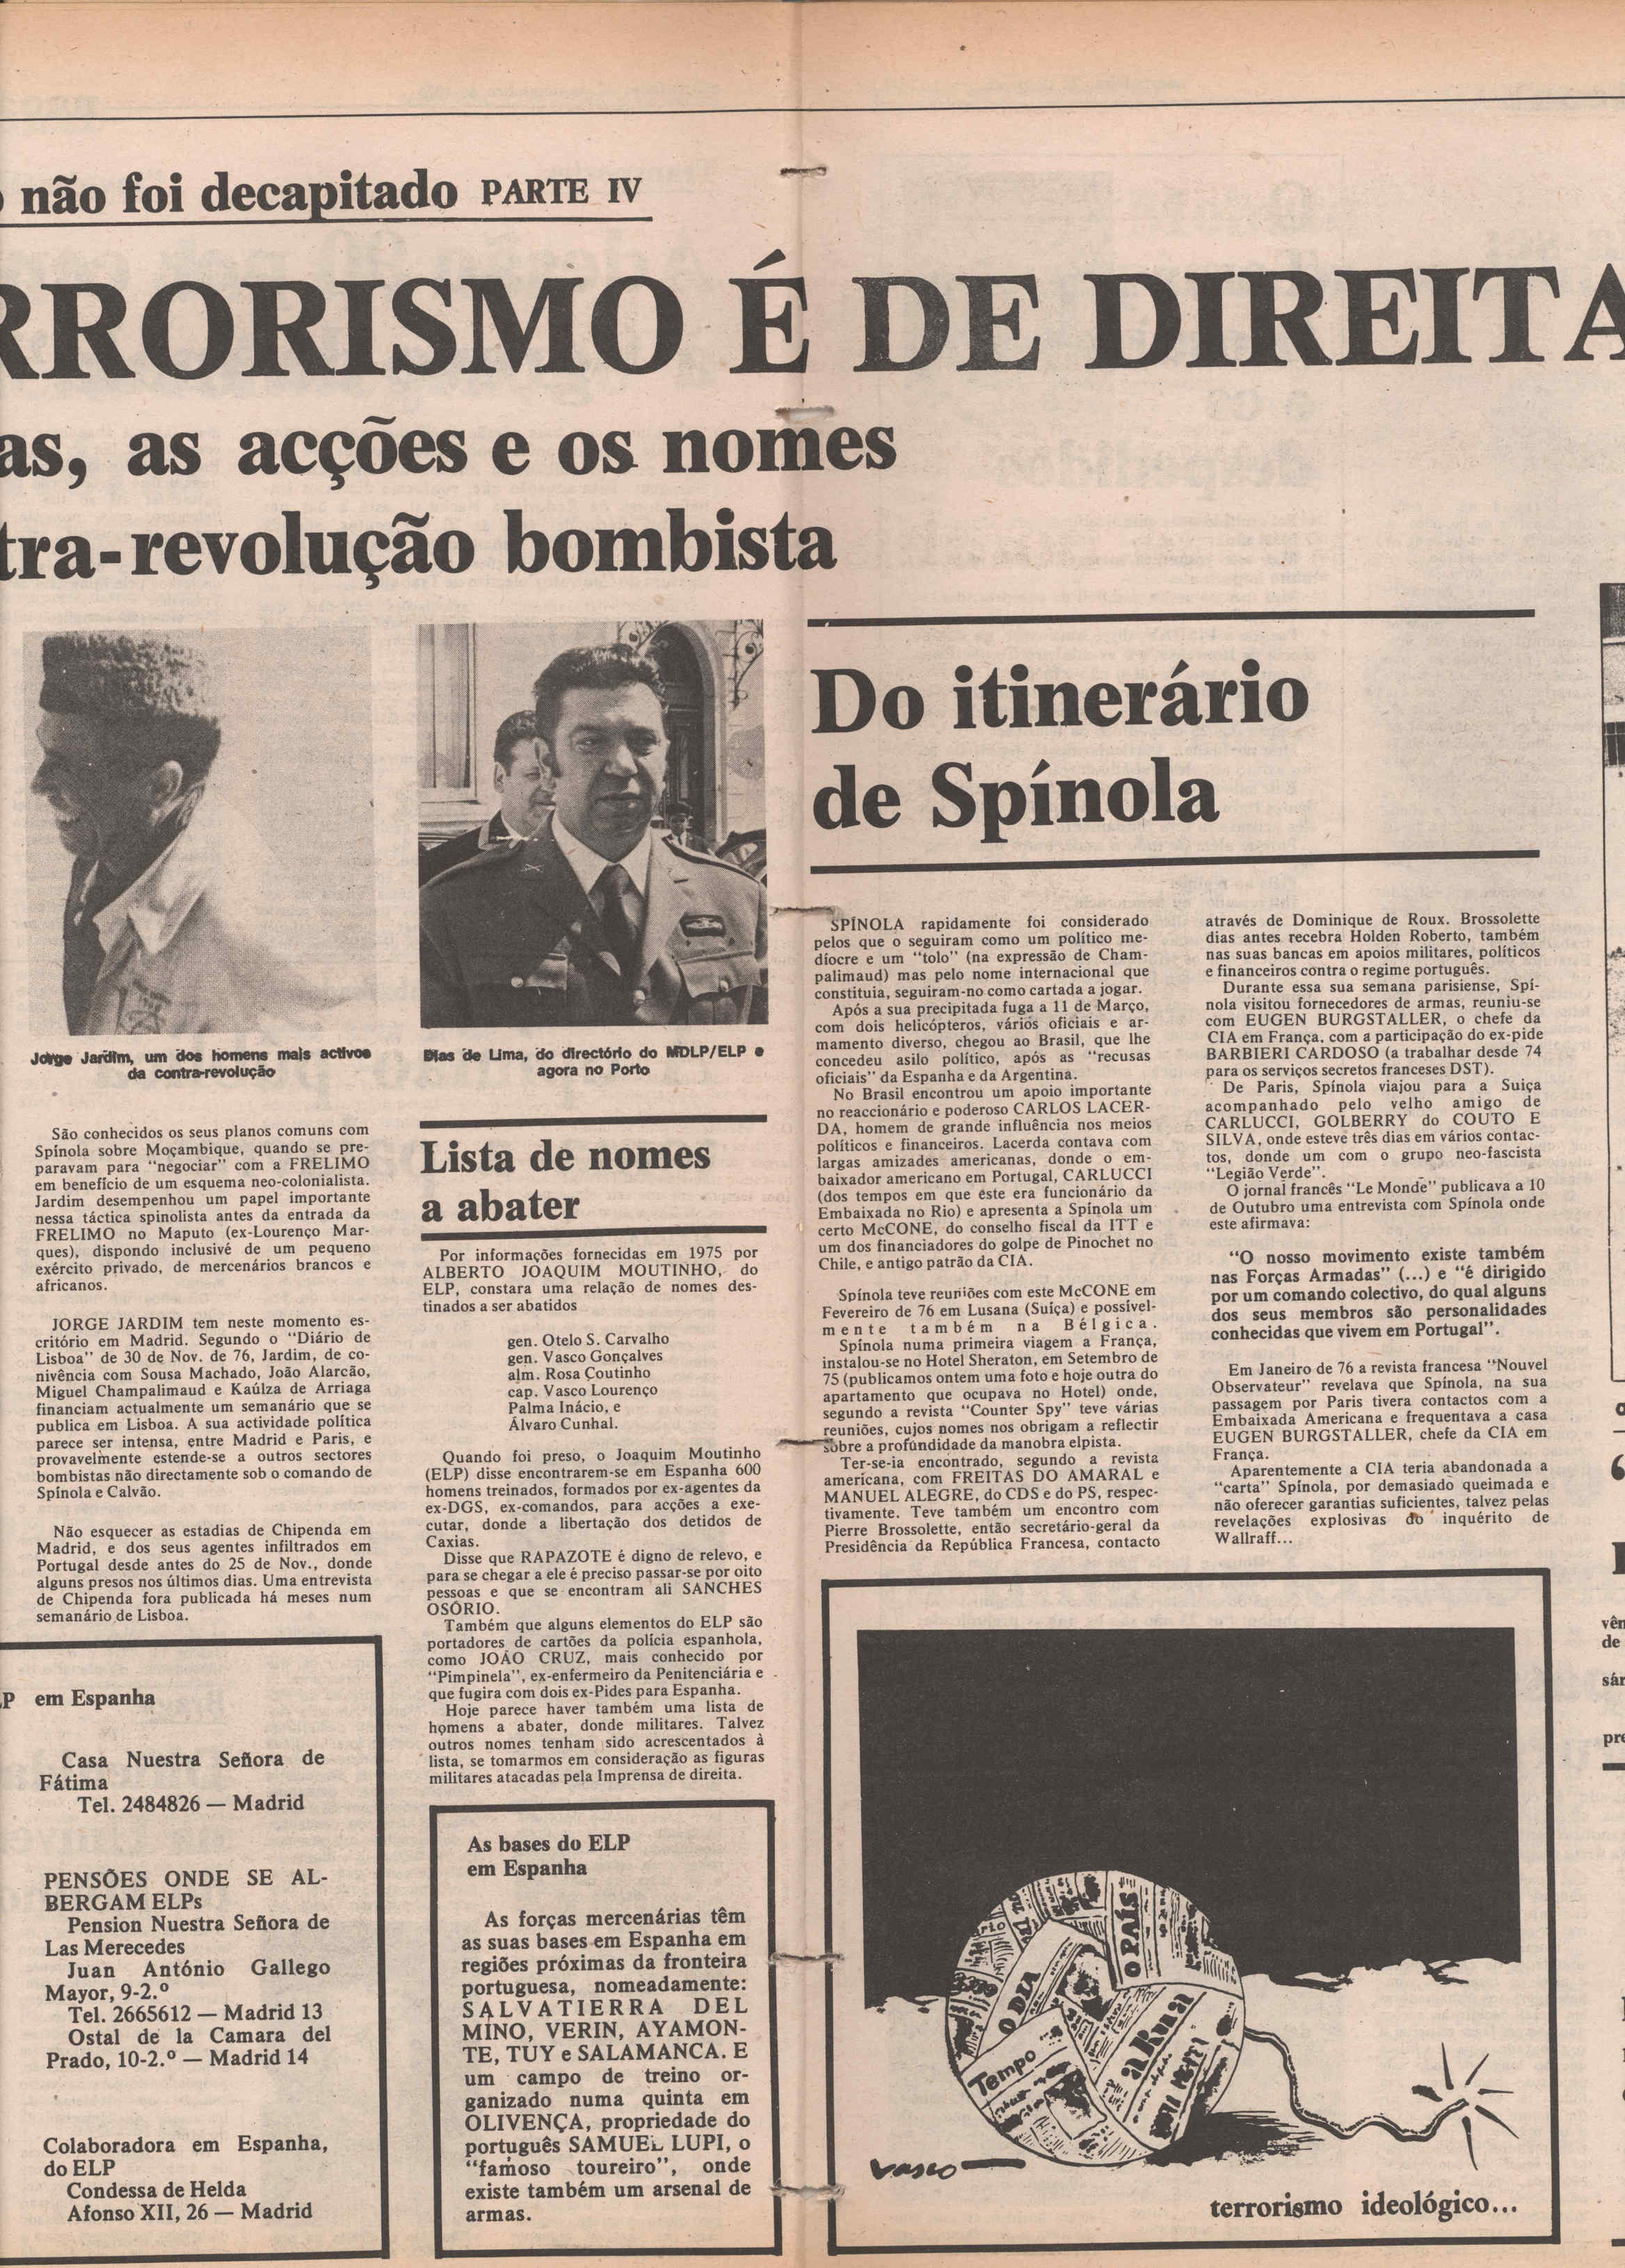 não foi decapitado PARTE IV
RRORISMO É DE DIREITA
as, as acções e os nomes
tra-revolução bombista
Jorge Jardim, um dos homens mais activos
da contra-revolução
São conhecidos os seus planos comuns com
Spínola sobre Moçambique, quando se pre-
paravam para "negociar" com a FRELIMO
em benefício de um esquema neo-colonialista.
Jardim desempenhou um papel importante
nessa táctica spinolista antes da entrada da
FRELIMO no Maputo (ex-Lourenço Mar-
ques), dispondo inclusivé de um pequeno
exército privado, de mercenários brancos e
africanos.
JORGE JARDIM tem neste momento es-
critório em Madrid. Segundo o "Diário de
Lisboa" de 30 de Nov. de 76, Jardim, de co-
nivência com Sousa Machado, João Alarcão,
Miguel Champalimaud e Kaúlza de Arriaga
financiam actualmente um semanário que se
publica em Lisboa. A sua actividade política
parece ser intensa, entre Madrid e Paris, e
provavelmente estende-se a outros sectores
bombistas não directamente sob o comando de
Spínola e Calvão.
Não esquecer as estadias de Chipenda em
Madrid, e dos seus agentes infiltrados em
Portugal desde antes do 25 de Nov., donde
alguns presos nos últimos dias. Uma entrevista
de Chipenda fora publicada há meses num
semanário de Lisboa.
LP em Espanha
Casa Nuestra Señora de
Fátima
Tel. 2484826 — Madrid
PENSÕES ONDE SE AL-
BERGAM ELPs
Pension Nuestra Señora de
Las Merecedes
Juan António Gallego
Mayor, 9-2.º
Tel. 2665612 — Madrid 13
Ostal de la Camara del
Prado, 10-2.º — Madrid 14
Colaboradora em Espanha,
do ELP
Condessa de Helda
Afonso XII, 26 — Madrid
Dias de Lima, do directório do MDLP/ELP e
agora no Porto
Lista de nomes
a abater
Por informações fornecidas em 1975 por
ALBERTO JOAQUIM MOUTINHO, do
ELP, constara uma relação de nomes des-
tinados a ser abatidos
gen. Otelo S. Carvalho
gen. Vasco Gonçalves
alm. Rosa Coutinho
cap. Vasco Lourenço
Palma Inácio, e
Álvaro Cunhal.
Quando foi preso, o Joaquim Moutinho
(ELP) disse encontrarem-se em Espanha 600
homens treinados, formados por ex-agentes da
ex-DGS, ex-comandos, para acções a exe-
cutar, donde a libertação dos detidos de
Caxias.
Disse que RAPAZOTE é digno de relevo, e
para se chegar a ele é preciso passar-se por oito
pessoas e que se encontram ali SANCHES
OSÓRIO.
Também que alguns elementos do ELP são
portadores de cartões da polícia espanhola,
como JOÃO CRUZ, mais conhecido por
"Pimpinela", ex-enfermeiro da Penitenciária e
que fugira com dois ex-Pides para Espanha.
Hoje parece haver também uma lista de
homens a abater, donde militares. Talvez
outros nomes tenham sido acrescentados à
lista, se tomarmos em consideração as figuras
militares atacadas pela Imprensa de direita.
As bases do ELP
em Espanha
As forças mercenárias têm
as suas bases em Espanha em
regiões próximas da fronteira
portuguesa, nomeadamente:
SALVATIERRA DEL
MINO, VERIN, AYAMON-
TE, TUY e SALAMANCA. E
um campo de treino or-
ganizado numa quinta em
OLIVENÇA, propriedade do
português SAMUEL LUPI, o
"famoso toureiro", onde
existe também um arsenal de
armas.
Do itinerário
de Spínola
SPÍNOLA rapidamente foi considerado
pelos que o seguiram como um político me-
díocre e um "tolo" (na expressão de Cham-
palimaud) mas pelo nome internacional que
constituia, seguiram-no como cartada a jogar.
Após a sua precipitada fuga a 11 de Março,
com dois helicópteros, vários oficiais e ar-
mamento diverso, chegou ao Brasil, que lhe
concedeu asilo político, após as "recusas
oficiais" da Espanha e da Argentina.
No Brasil encontrou um apoio importante
no reaccionário e poderoso CARLOS LACER-
DA, homem de grande influência nos meios
políticos e financeiros. Lacerda contava com
largas amizades americanas, donde o em-
baixador americano em Portugal, CARLUCCI
(dos tempos em que este era funcionário da
Embaixada no Rio) e apresenta a Spínola um
certo McCONE, do conselho fiscal da ITT e
um dos financiadores do golpe de Pinochet no
Chile, e antigo patrão da CIA.
Spínola teve reuniões com este McCONE em
Fevereiro de 76 em Lusana (Suíça) e possível-
mente também na Bélgica.
Spínola numa primeira viagem a França,
instalou-se no Hotel Sheraton, em Setembro de
75 (publicamos ontem uma foto e hoje outra do
apartamento que ocupava no Hotel) onde,
segundo a revista "Counter Spy" teve várias
reuniões, cujos nomes nos obrigam a reflectir
sobre a profundidade da manobra elpista.
Ter-se-ia encontrado, segundo a revista
americana, com FREITAS DO AMARAL e
MANUEL ALEGRE, do CDS e do PS, respec-
tivamente. Teve também um encontro com
Pierre Brossolette, então secretário-geral da
Presidência da República Francesa, contacto
através de Dominique de Roux. Brossolette
dias antes recebra Holden Roberto, também
nas suas bancas em apoios militares, políticos
e financeiros contra o regime português.
Durante essa sua semana parisiense, Spí-
nola visitou fornecedores de armas, reuniu-se
com EUGEN BURGSTALLER, o chefe da
CIA em França, com a participação do ex-pide
BARBIERI CARDOSO (a trabalhar desde 74
para os serviços secretos franceses DST).
De Paris, Spínola viajou para a Suiça
acompanhado pelo velho amigo de
CARLUCCI, GOLBERRY do COUTO E
SILVA, onde esteve três dias em vários contac-
tos, donde um com o grupo neo-fascista
"Legião Verde".
O jornal francês "Le Monde" publicava a 10
de Outubro uma entrevista com Spínola onde
este afirmava:
"O nosso movimento existe também
nas Forças Armadas" (...) e "é dirigido
por um comando colectivo, do qual alguns
dos seus membros são personalidades
conhecidas que vivem em Portugal".
Em Janeiro de 76 a revista francesa "Nouvel
Observateur" revelava que Spínola, na sua
passagem por Paris tivera contactos com a
Embaixada Americana e frequentava a casa
EUGEN BURGSTALLER, chefe da CIA em
França.
Aparentemente a CIA teria abandonada a
"carta" Spínola, por demasiado queimada e
não oferecer garantias suficientes, talvez pelas
revelações explosivas do inquérito de
Wallraff...
O PAÍS
O DIA
Tempo
a Rua
vasco
terrorismo ideológico...
vên
de
sár
pre